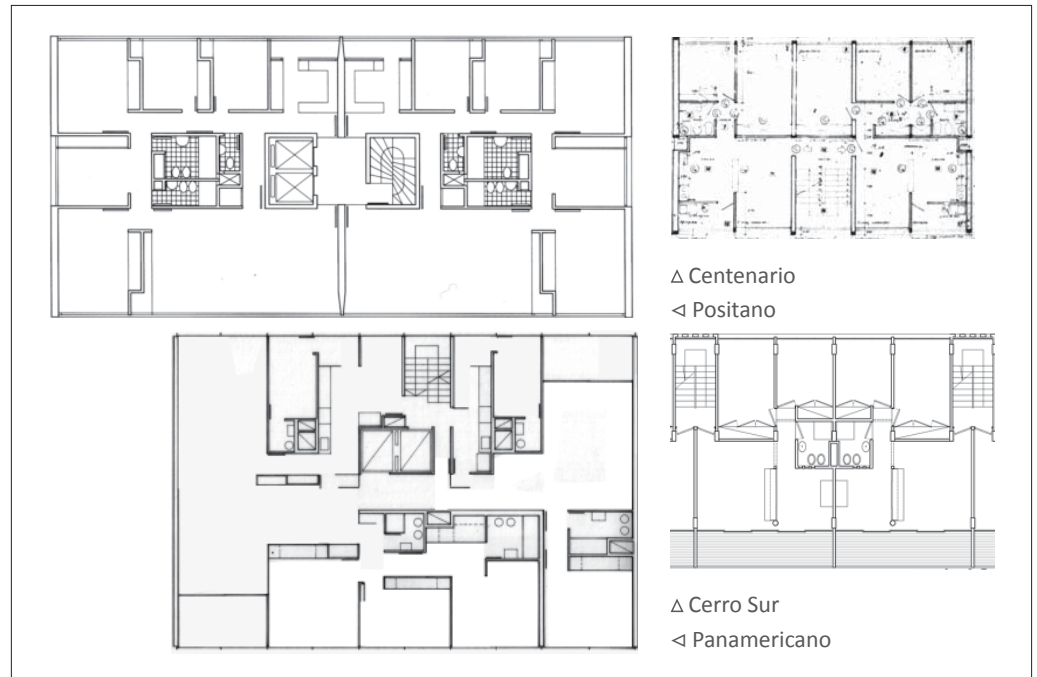 △ Centenario
◁ Positano
△ Cerro Sur
◁ Panamericano